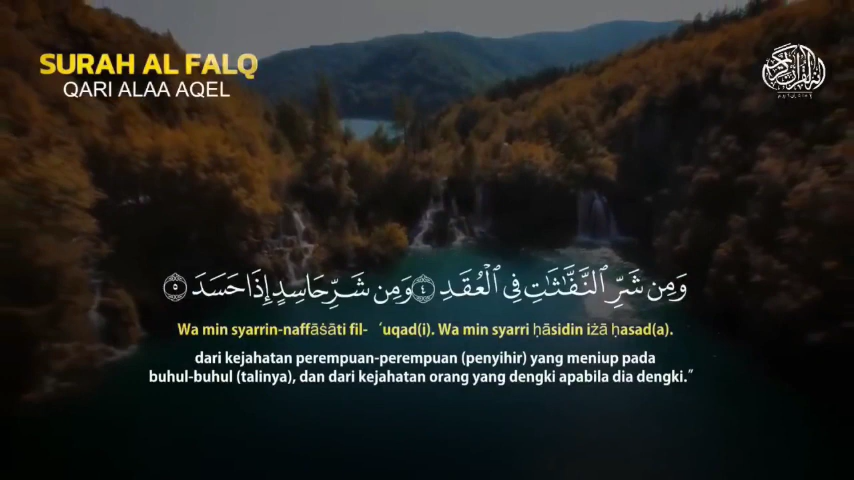 SURAH AL FALQ
QARI ALAA AQEL
وَمِن شَرِّ ٱلنَّفَّٰثَٰتِ فِي ٱلْعُقَدِ ٤ وَمِن شَرِّ حَاسِدٍ إِذَا حَسَدَ ٥
Wa min syarrin-naffāṡāti fil- ‘uqad(i). Wa min syarri ḥāsidin iżā ḥasad(a).
dari kejahatan perempuan-perempuan (penyihir) yang meniup pada
buhul-buhul (talinya), dan dari kejahatan orang yang dengki apabila dia dengki.”